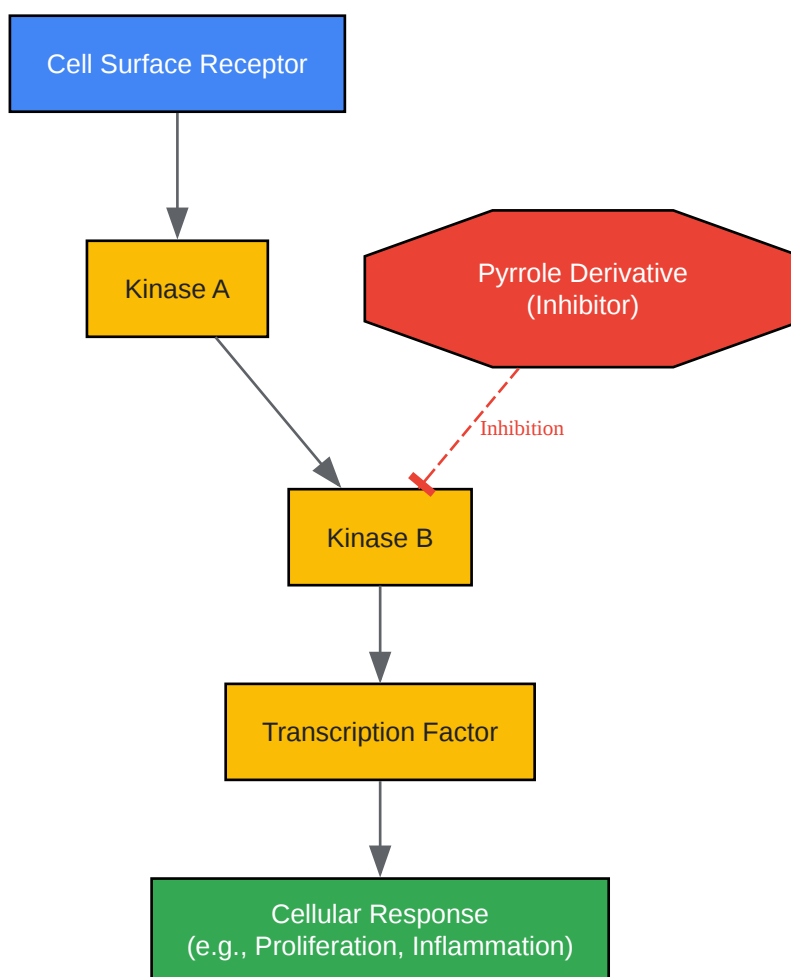 Cell Surface Receptor
Kinase A
Pyrrole Derivative
(Inhibitor)
Inhibition
Kinase B
Transcription Factor
Cellular Response
(e.g., Proliferation, Inflammation)